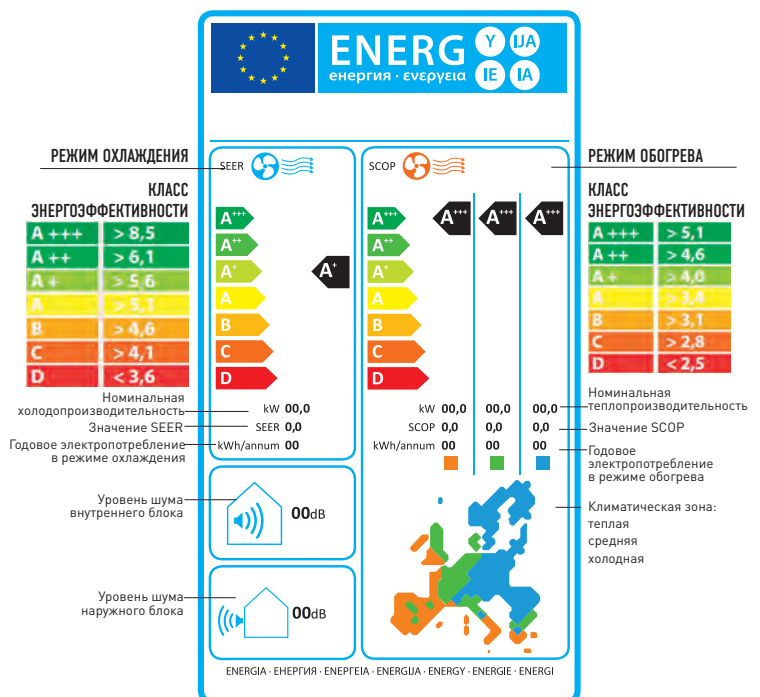 ENERG Y IJA
енергия · ενεργεια IE IA
РЕЖИМ ОХЛАЖДЕНИЯ
SEER
SCOP
РЕЖИМ ОБОГРЕВА
КЛАСС
ЭНЕРГОЭФФЕКТИВНОСТИ
A +++ > 8,5
A ++ > 6,1
A + > 5,6
A > 5,1
B > 4,6
C > 4,1
D < 3,6
A+++
A++
A+
A
B
C
D
A+
A+++
A++
A+
A
B
C
D
A+++ A+++ A+++
КЛАСС
ЭНЕРГОЭФФЕКТИВНОСТИ
A +++ > 5,1
A ++ > 4,6
A + > 4,0
A > 3,4
B > 3,1
C > 2,8
D < 2,5
Номинальная
холодопроизводительность
Значение SEER
Годовое электропотребление
в режиме охлаждения
kW 00,0
SEER 0,0
kWh/annum 00
kW 00,0 00,0 00,0
SCOP 0,0 0,0 0,0
kWh/annum 00 00 00
Номинальная
теплопроизводительность
Значение SCOP
Годовое
электропотребление
в режиме обогрева
Уровень шума
внутреннего блока
00dB
Климатическая зона:
теплая
средняя
холодная
Уровень шума
наружного блока
00dB
ENERGIA · ЕНЕРГИЯ · ΕΝΕΡΓΕΙΑ · ENERGIJA · ENERGY · ENERGIE · ENERGI